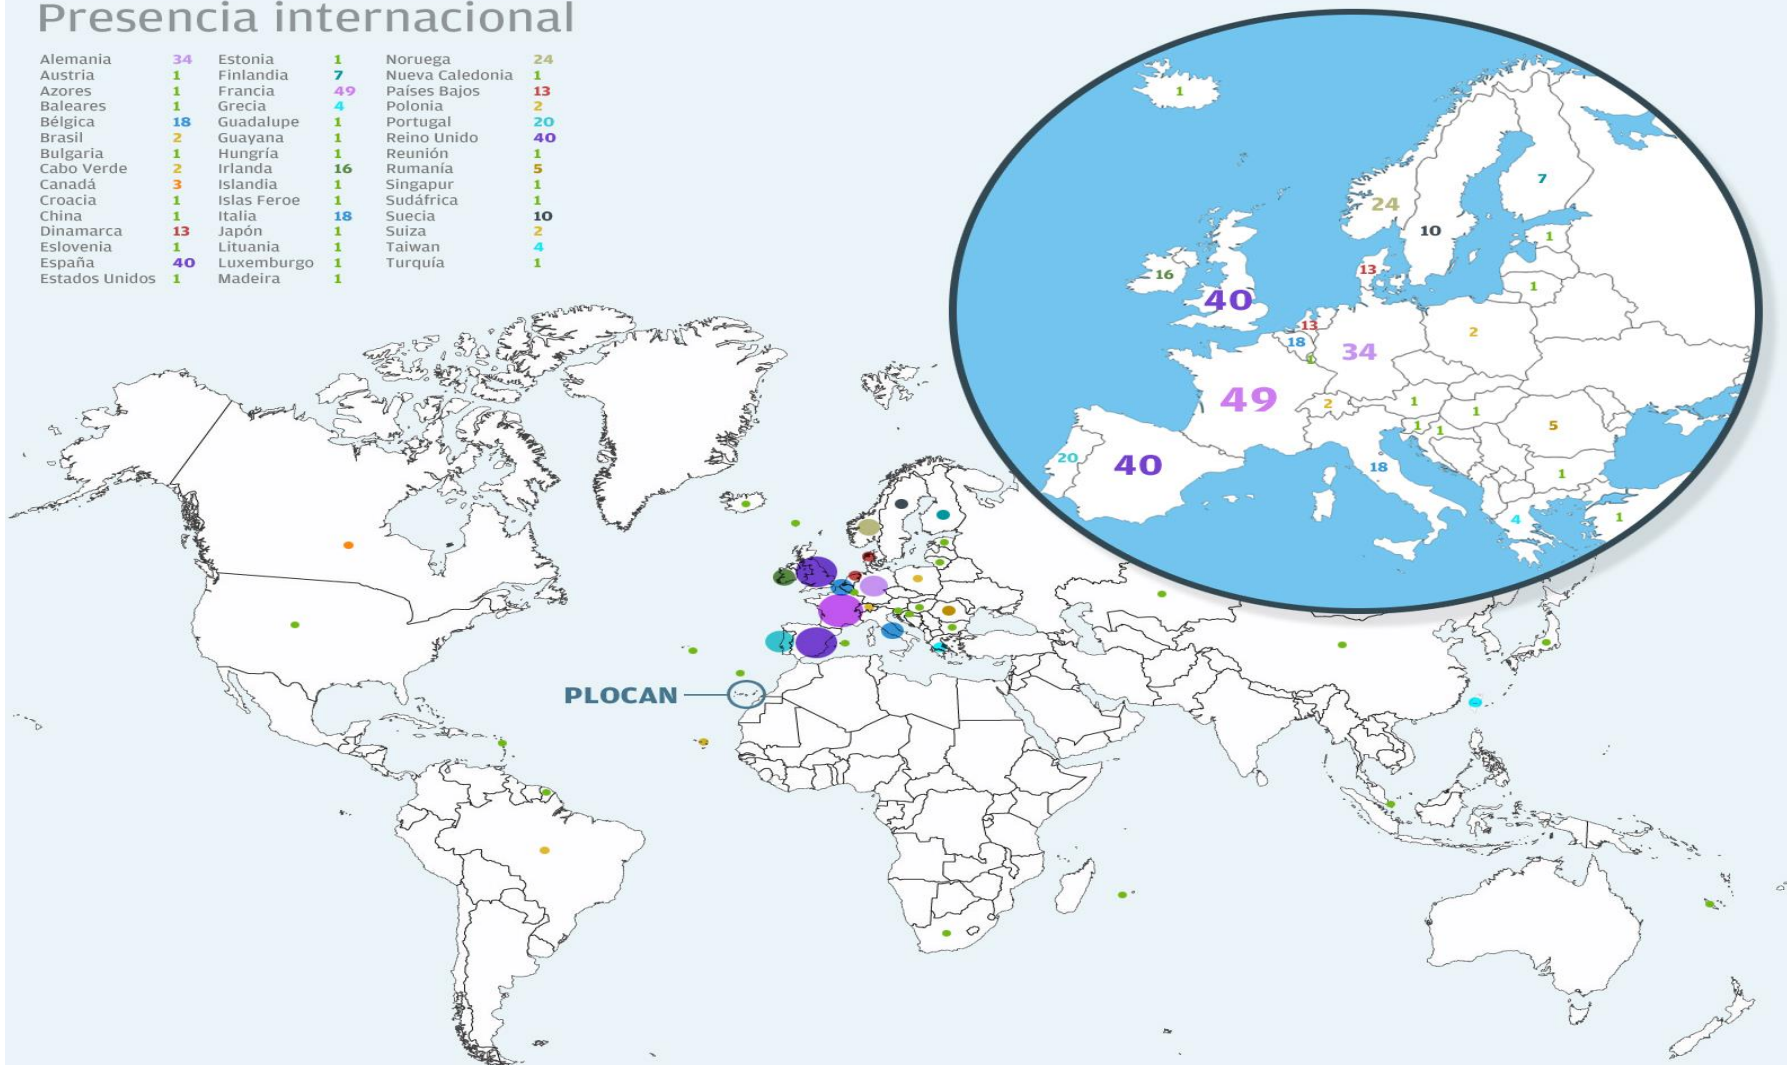 Presencia internacional
Alemania 34 Estonia 1 Noruega 24
Austria 1 Finlandia 7 Nueva Caledonia 1
Azores 1 Francia 49 Países Bajos 13
Baleares 1 Grecia 4 Polonia 2
Bélgica 18 Guadalupe 1 Portugal 20
Brasil 2 Guayana 1 Reino Unido 40
Bulgaria 1 Hungría 1 Reunión 1
Cabo Verde 2 Irlanda 16 Rumanía 5
Canadá 3 Islandia 1 Singapur 1
Croacia 1 Islas Feroe 1 Sudáfrica 1
China 1 Italia 18 Suecia 10
Dinamarca 13 Japón 1 Suiza 2
Eslovenia 1 Lituania 1 Taiwan 4
España 40 Luxemburgo 1 Turquía 1
Estados Unidos 1 Madeira 1
1
7
24
10
1
16
13
1
40
13
2
18
34
1
49
2
1
1
1
1
5
20
40
18
1
4
1
PLOCAN